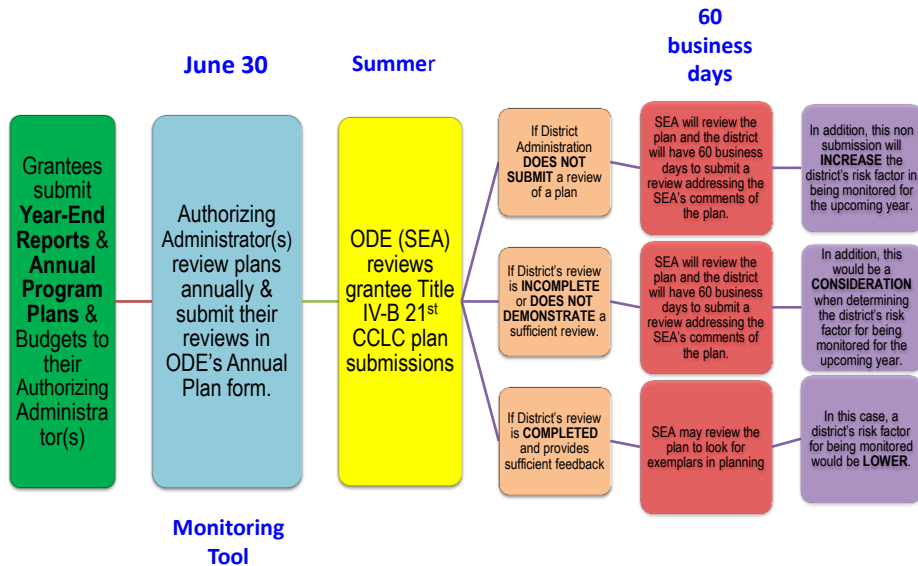 June 30
Summer
60
business
days
Grantees
submit
Year-End
Reports &
Annual
Program
Plans &
Budgets to
their
Authorizing
Administra
tor(s)
Authorizing
Administrator(s)
review plans
annually &
submit their
reviews in
ODE's Annual
Plan form.
ODE (SEA)
reviews
grantee Title
IV-B 21st
CCLC plan
submissions
If District
Administration
DOES NOT
SUBMIT a review
of a plan
SEA will review the
plan and the district
will have 60 business
days to submit a
review addressing the
SEA's comments of
the plan.
In addition, this non
submission will
INCREASE the
district's risk factor in
being monitored for
the upcoming year.
If District's review
is INCOMPLETE
or DOES NOT
DEMONSTRATE a
sufficient review.
SEA will review the
plan and the district
will have 60 business
days to submit a
review addressing the
SEA's comments of
the plan.
In addition, this
would be a
CONSIDERATION
when determining
the district's risk
factor for being
monitored for the
upcoming year.
If District's review
is COMPLETED
and provides
sufficient feedback
SEA may review the
plan to look for
exemplars in planning
In this case, a
district's risk factor
for being monitored
would be LOWER.
Monitoring
Tool